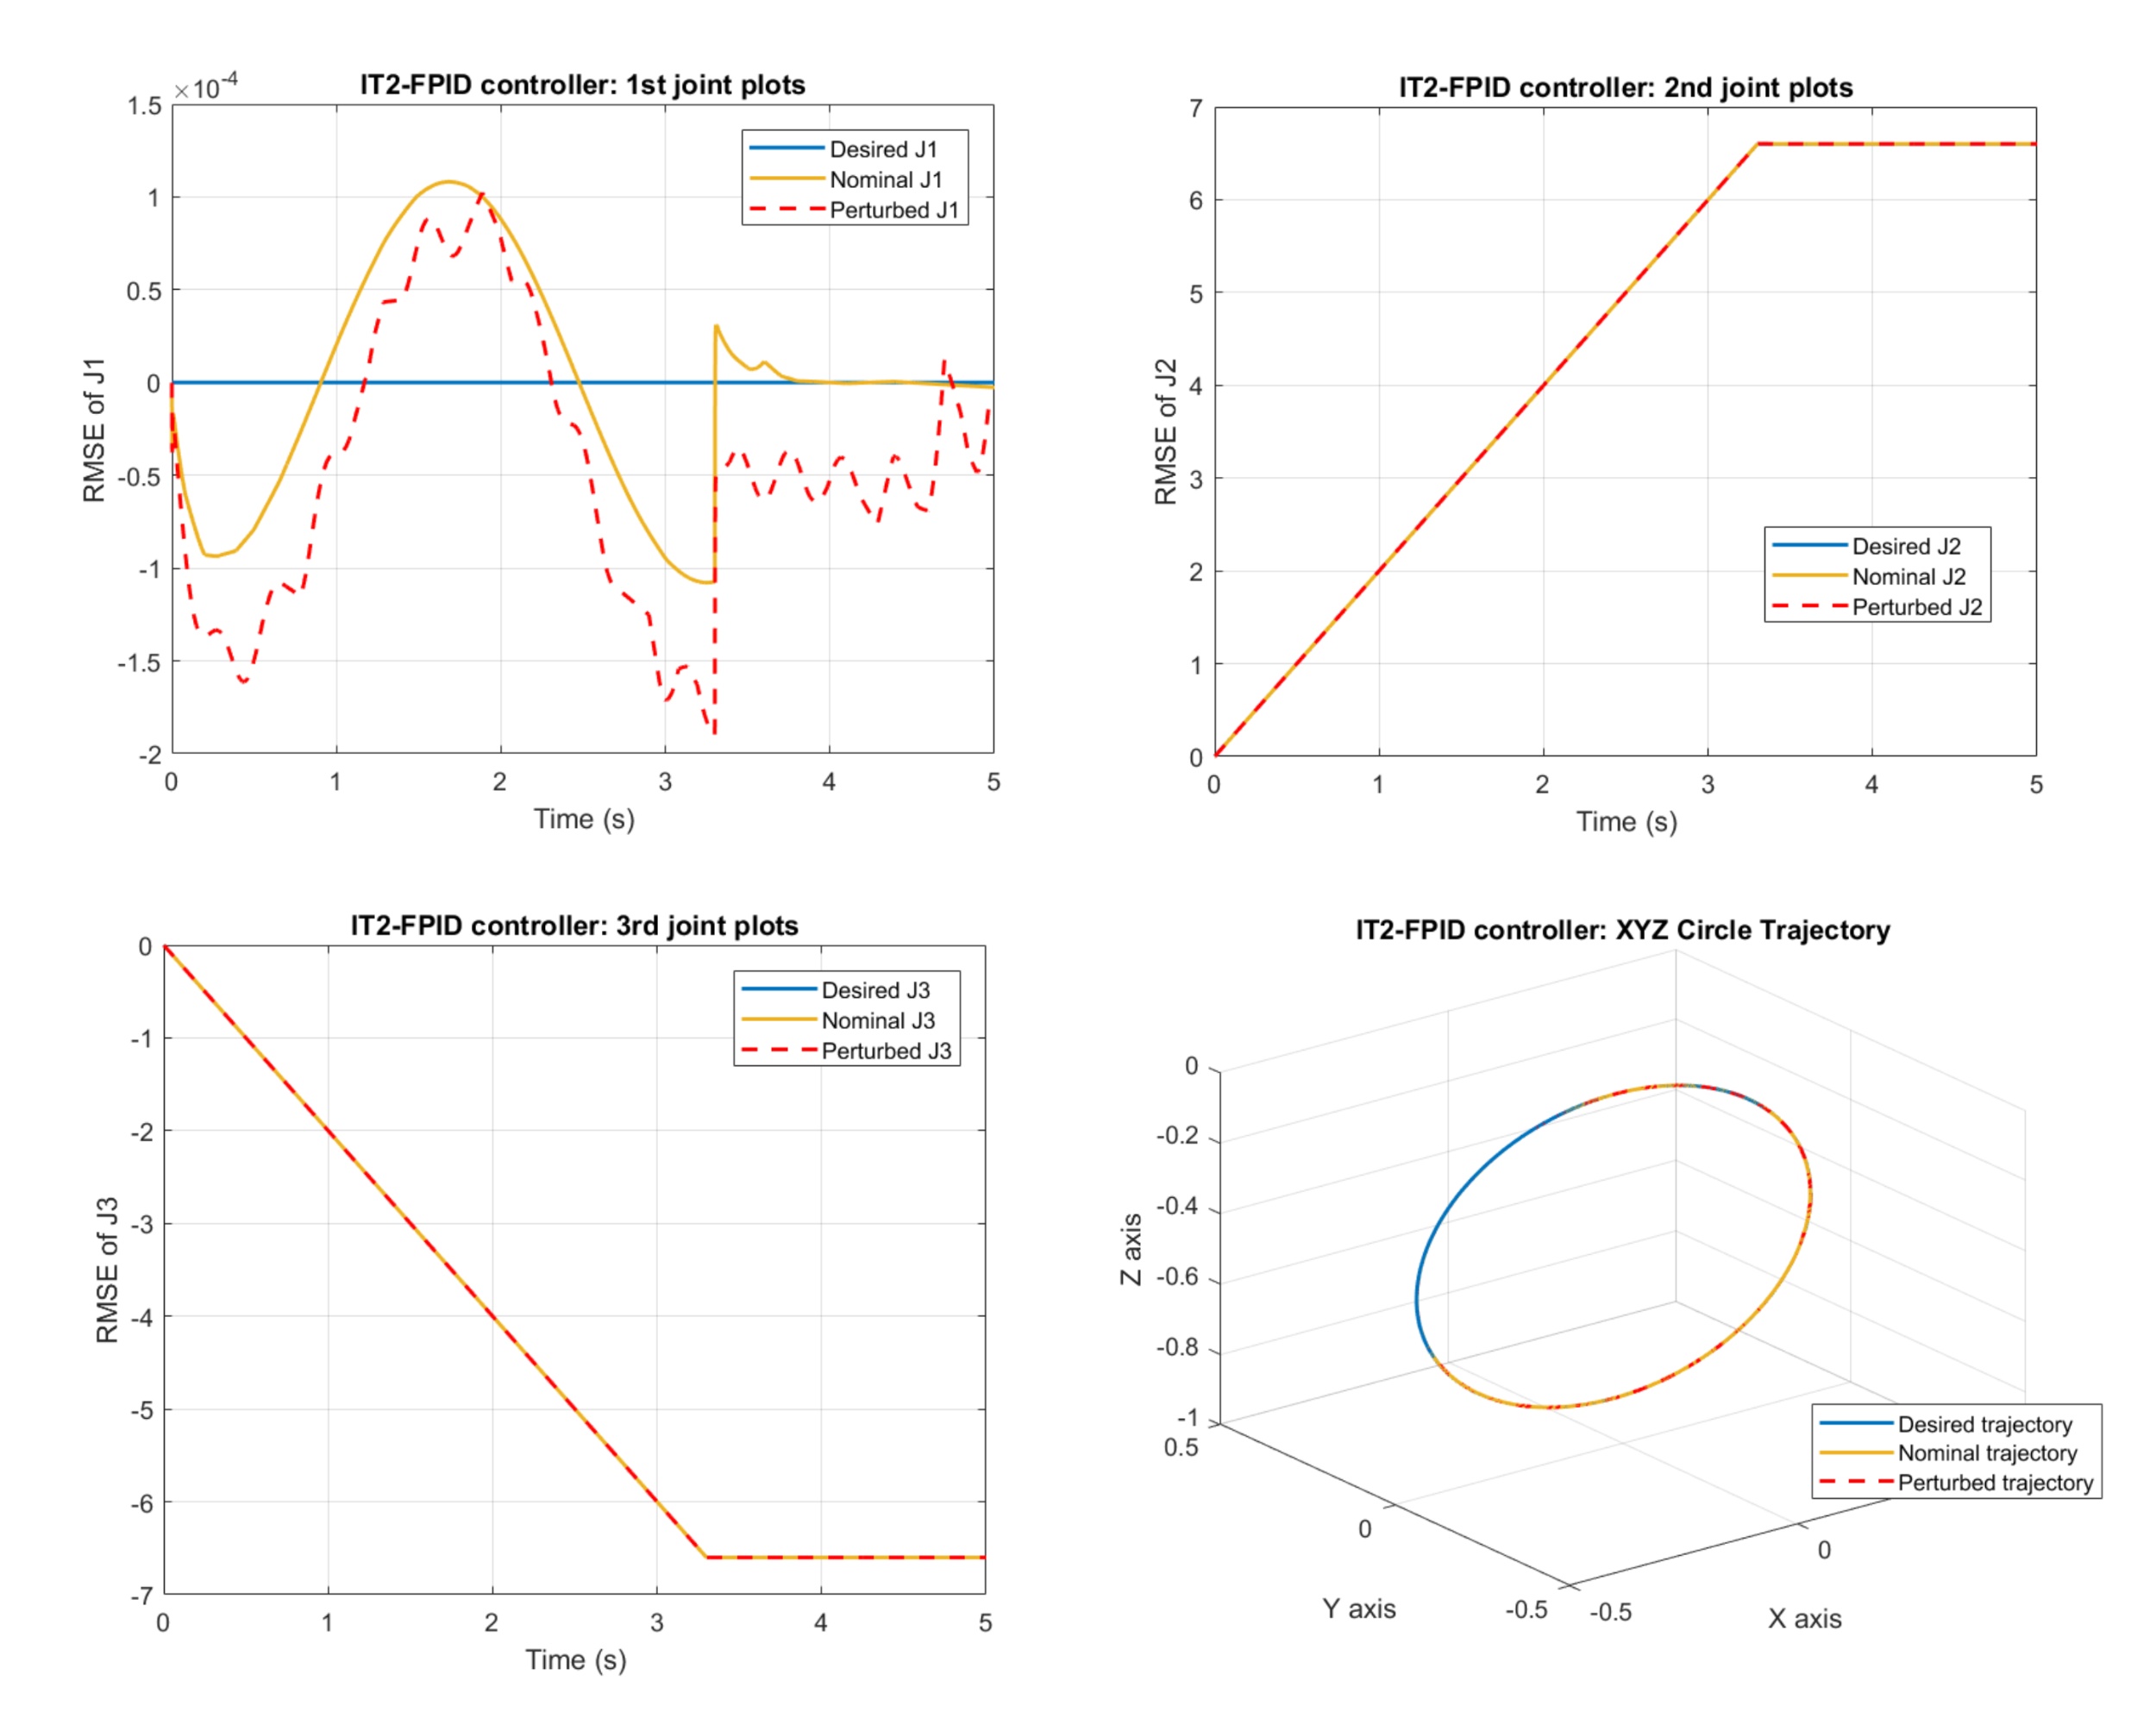 ×10-4
IT2-FPID controller: 1st joint plots
1.5
1
0.5
0
-0.5
-1
-1.5
-2
RMSE of J1
Desired J1
Nominal J1
Perturbed J1
0 1 2 3 4 5
Time (s)
IT2-FPID controller: 2nd joint plots
7
6
5
4
3
2
1
0
RMSE of J2
Desired J2
Nominal J2
Perturbed J2
0 1 2 3 4 5
Time (s)
IT2-FPID controller: 3rd joint plots
0
-1
-2
-3
-4
-5
-6
-7
RMSE of J3
Desired J3
Nominal J3
Perturbed J3
0 1 2 3 4 5
Time (s)
IT2-FPID controller: XYZ Circle Trajectory
0
-0.2
-0.4
-0.6
-0.8
-1
Z axis
0.5
0
-0.5
Y axis
-0.5
0
X axis
Desired trajectory
Nominal trajectory
Perturbed trajectory